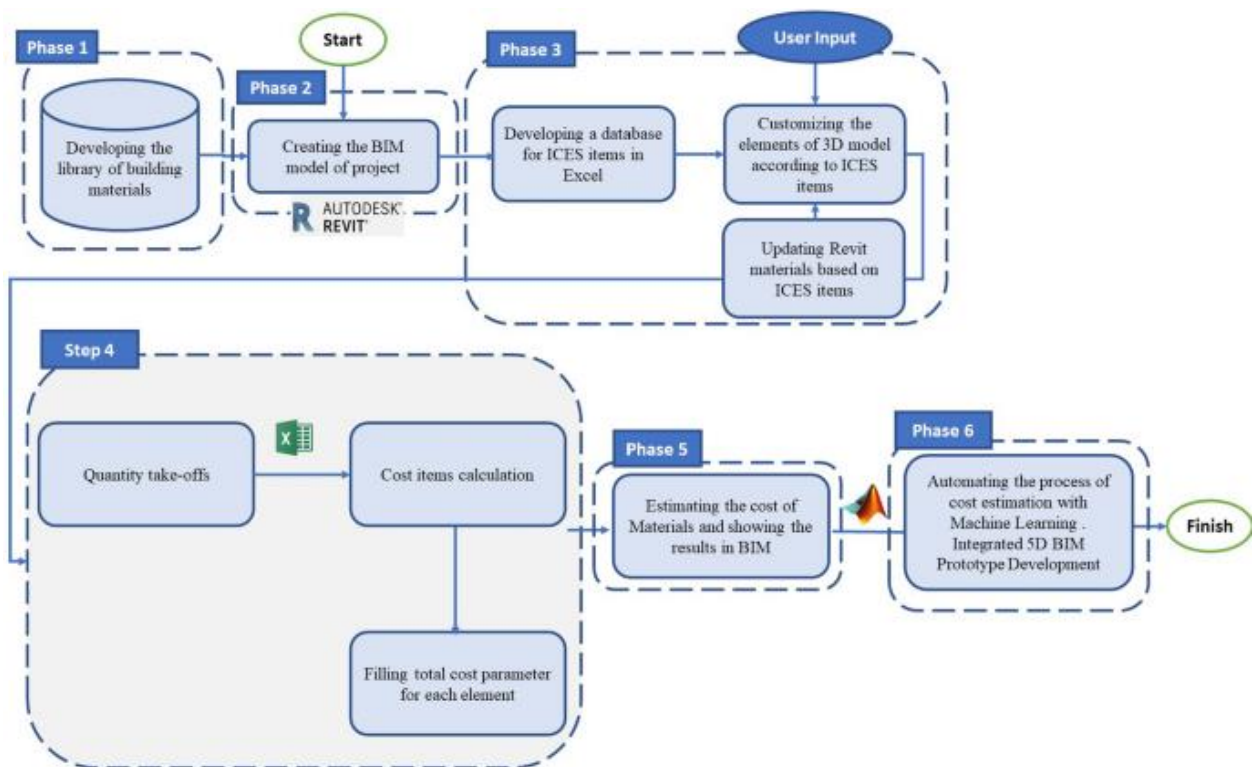 Phase 1
Start
Phase 3
User Input
Phase 2
Developing the
library of building
materials
Creating the BIM
model of project
AUTODESK®
REVIT®
Developing a database
for ICES items in
Excel
Customizing the
elements of 3D model
according to ICES
items
Updating Revit
materials based on
ICES items
Step 4
Quantity take-offs
X
Cost items calculation
Filling total cost parameter
for each element
Phase 5
Estimating the cost of
Materials and showing the
results in BIM
Phase 6
Automating the process of
cost estimation with
Machine Learning .
Integrated 5D BIM
Prototype Development
Finish